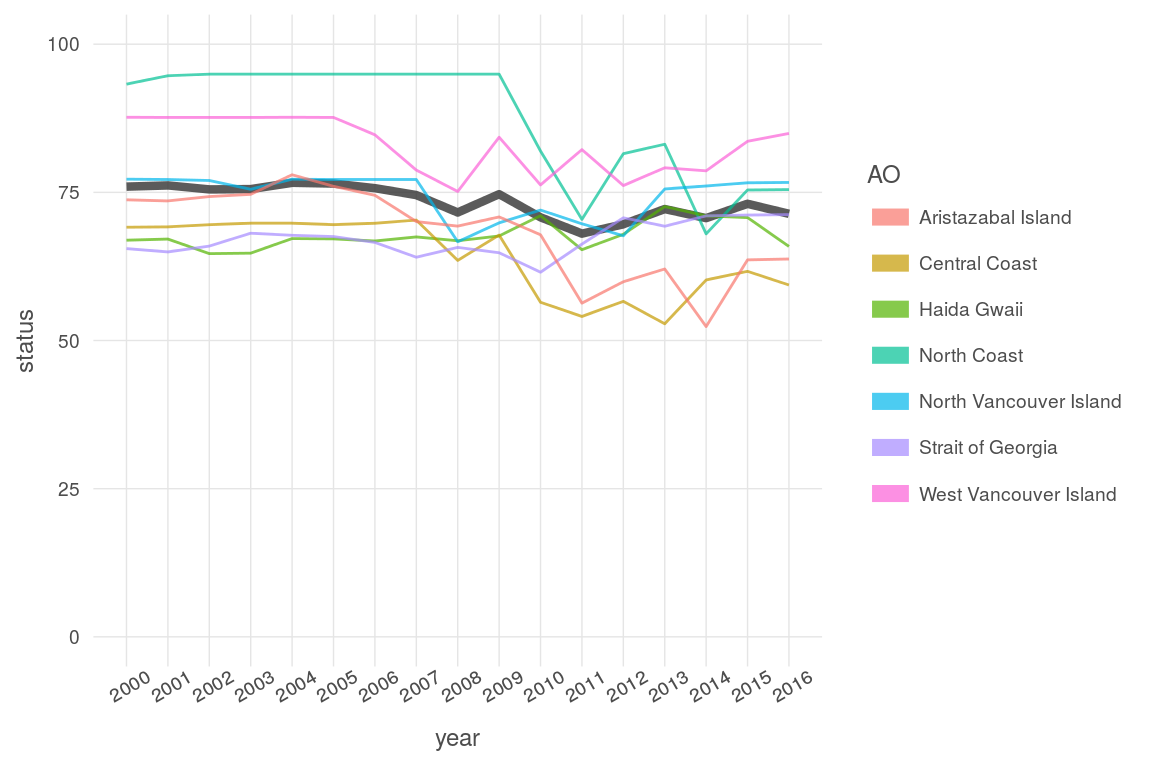 100
75
50
25
0
status
2000 2001 2002 2003 2004 2005 2006 2007 2008 2009 2010 2011 2012 2013 2014 2015 2016
year
AO
Aristazabal Island
Central Coast
Haida Gwaii
North Coast
North Vancouver Island
Strait of Georgia
West Vancouver Island